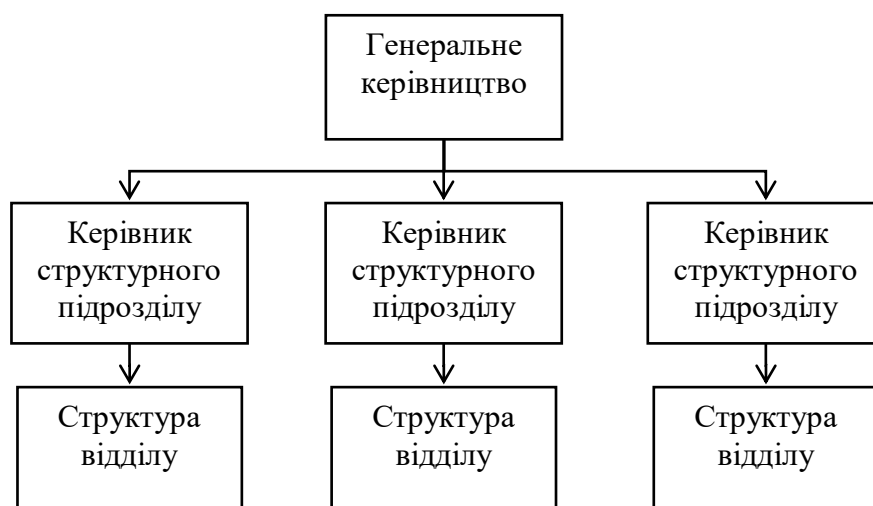 Генеральне
керівництво
Керівник
структурного
підрозділу
Керівник
структурного
підрозділу
Керівник
структурного
підрозділу
Структура
відділу
Структура
відділу
Структура
відділу